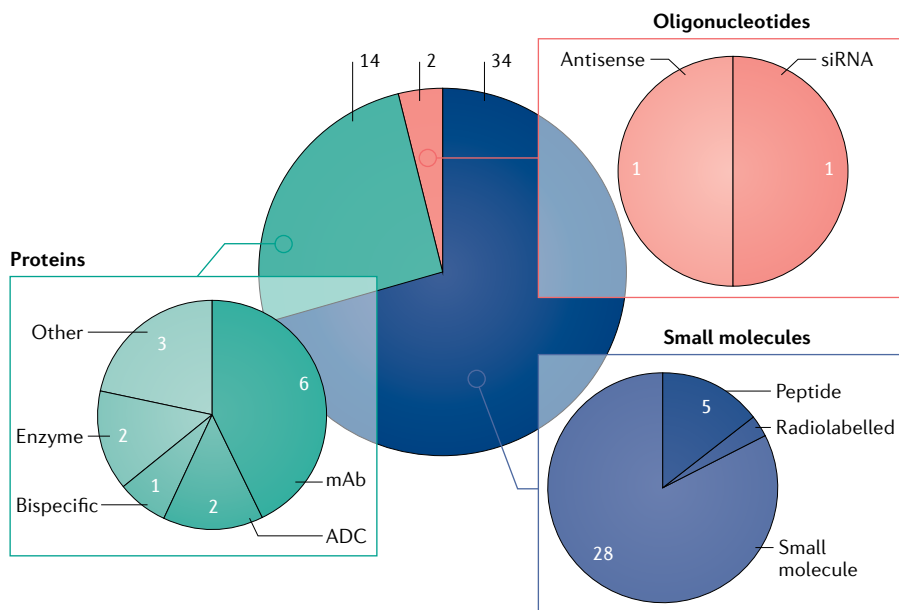 Oligonucleotides
14
2
34
Antisense
siRNA
1
1
Proteins
Other
3
6
Enzyme
2
Bispecific
1
2
mAb
ADC
Small molecules
Peptide
5
Radiolabelled
28
Small
molecule